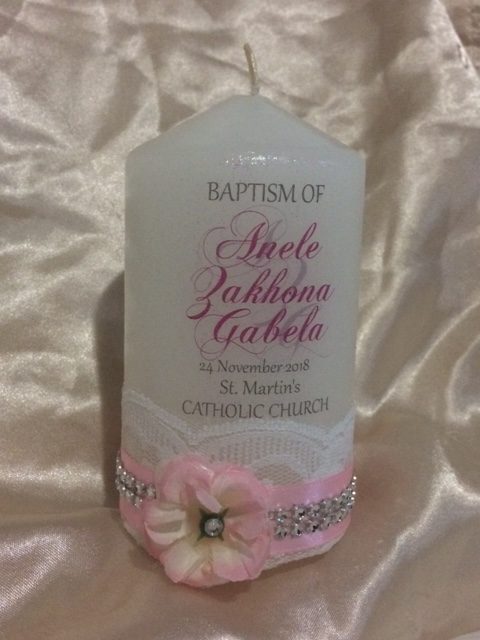 BAPTISM OF
Anele
Zakhona
Gabela
24 November 2018
St. Martin's
CATHOLIC CHURCH